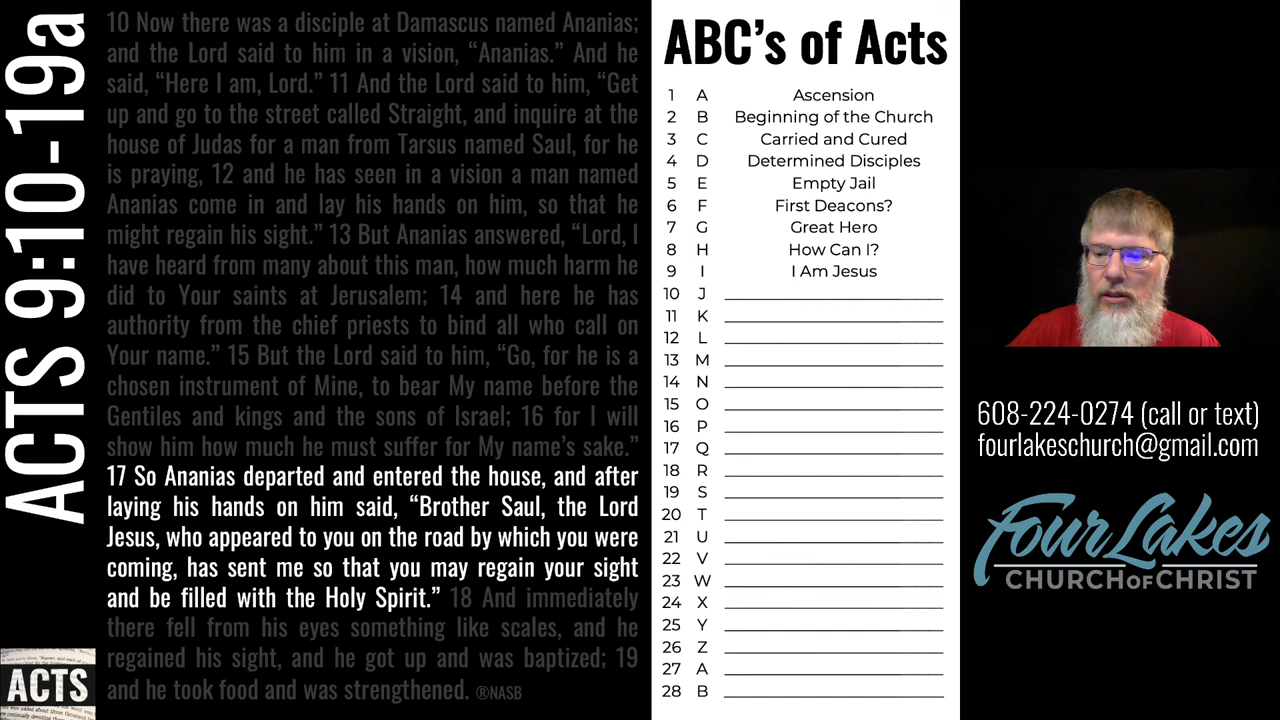 ACTS 9:10-19a
10 Now there was a disciple at Damascus named Ananias;
and the Lord said to him in a vision, “Ananias.” And he
said, “Here I am, Lord.” 11 And the Lord said to him, “Get
up and go to the street called Straight, and inquire at the
house of Judas for a man from Tarsus named Saul, for he
is praying, 12 and he has seen in a vision a man named
Ananias come in and lay his hands on him, so that he
might regain his sight.” 13 But Ananias answered, “Lord, I
have heard from many about this man, how much harm he
did to Your saints at Jerusalem; 14 and here he has
authority from the chief priests to bind all who call on
Your name.” 15 But the Lord said to him, “Go, for he is a
chosen instrument of Mine, to bear My name before the
Gentiles and kings and the sons of Israel; 16 for I will
show him how much he must suffer for My name’s sake.”
17 So Ananias departed and entered the house, and after
laying his hands on him said, “Brother Saul, the Lord
Jesus, who appeared to you on the road by which you were
coming, has sent me so that you may regain your sight
and be filled with the Holy Spirit.” 18 And immediately
there fell from his eyes something like scales, and he
regained his sight, and he got up and was baptized; 19
and he took food and was strengthened. ®NASB
ACTS
ABC’s of Acts
1 A Ascension
2 B Beginning of the Church
3 C Carried and Cured
4 D Determined Disciples
5 E Empty Jail
6 F First Deacons?
7 G Great Hero
8 H How Can I?
9 I I Am Jesus
10 J
11 K
12 L
13 M
14 N
15 O
16 P
17 Q
18 R
19 S
20 T
21 U
22 V
23 W
24 X
25 Y
26 Z
27 A
28 B
608-224-0274 (call or text)
fourlakeschurch@gmail.com
Four Lakes
CHURCH OF CHRIST